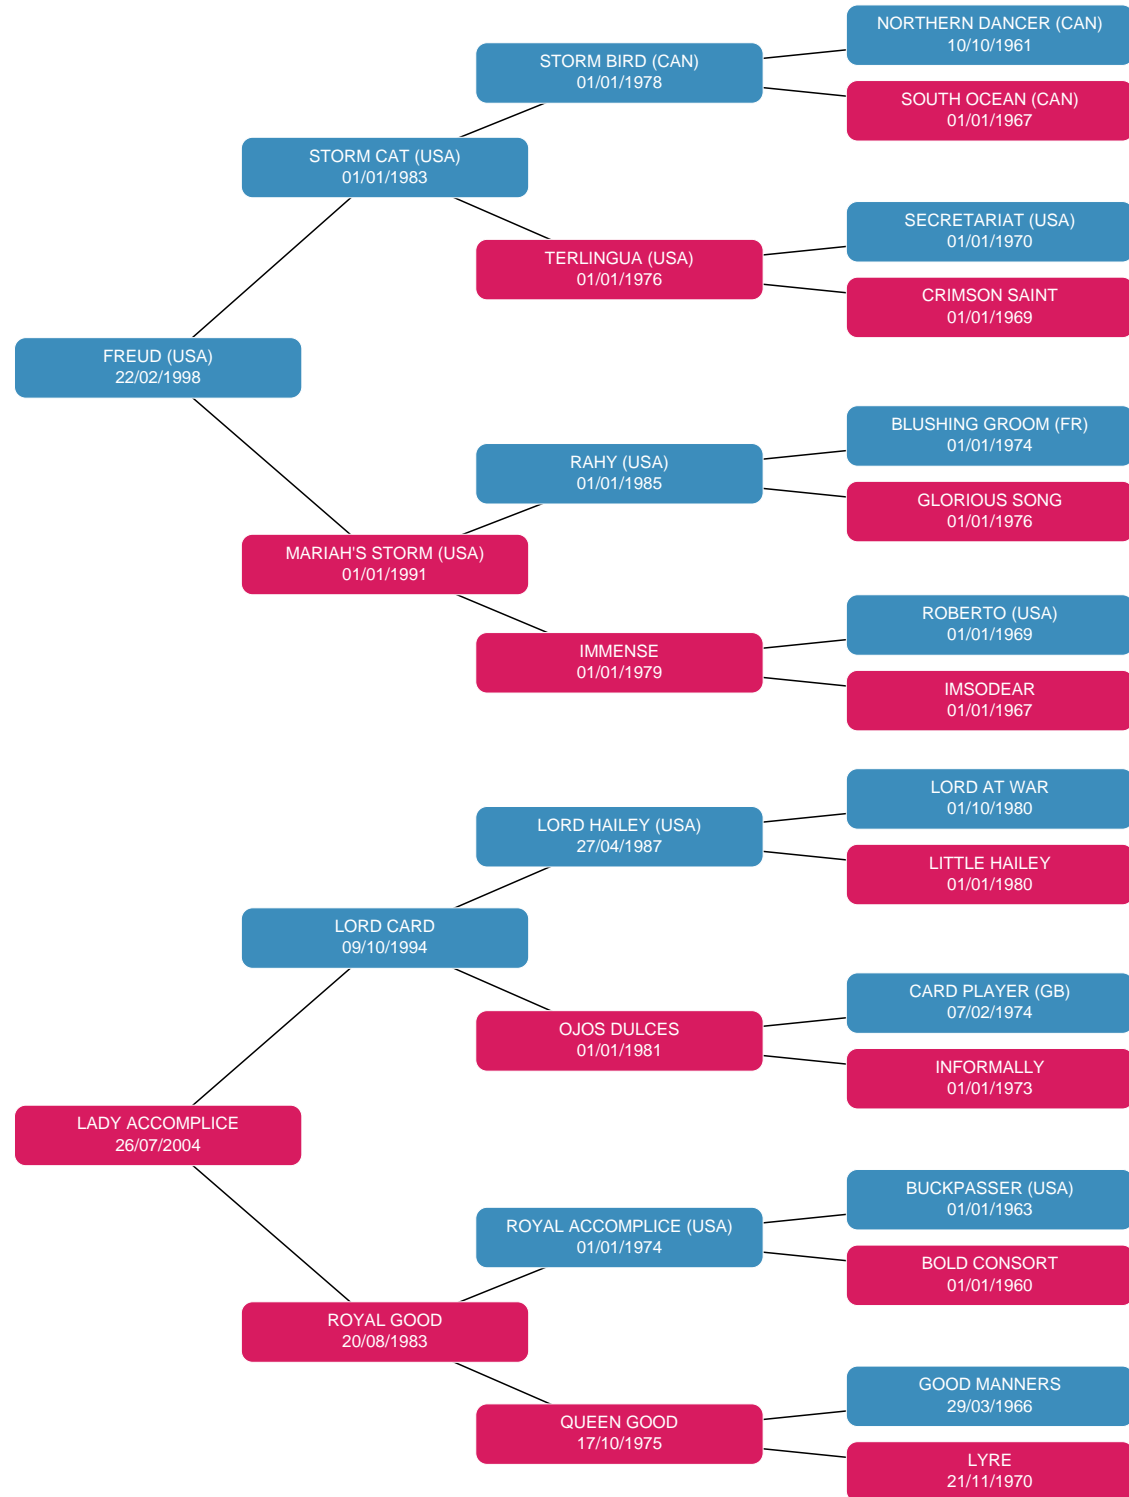 NORTHERN DANCER (CAN)
10/10/1961
STORM BIRD (CAN)
01/01/1978
SOUTH OCEAN (CAN)
01/01/1967
STORM CAT (USA)
01/01/1983
SECRETARIAT (USA)
01/01/1970
TERLINGUA (USA)
01/01/1976
CRIMSON SAINT
01/01/1969
FREUD (USA)
22/02/1998
BLUSHING GROOM (FR)
01/01/1974
RAHY (USA)
01/01/1985
GLORIOUS SONG
01/01/1976
MARIAH'S STORM (USA)
01/01/1991
ROBERTO (USA)
01/01/1969
IMMENSE
01/01/1979
IMSODEAR
01/01/1967
LORD AT WAR
01/10/1980
LORD HAILEY (USA)
27/04/1987
LITTLE HAILEY
01/01/1980
LORD CARD
09/10/1994
CARD PLAYER (GB)
07/02/1974
OJOS DULCES
01/01/1981
INFORMALLY
01/01/1973
LADY ACCOMPLICE
26/07/2004
BUCKPASSER (USA)
01/01/1963
ROYAL ACCOMPLICE (USA)
01/01/1974
BOLD CONSORT
01/01/1960
ROYAL GOOD
20/08/1983
GOOD MANNERS
29/03/1966
QUEEN GOOD
17/10/1975
LYRE
21/11/1970